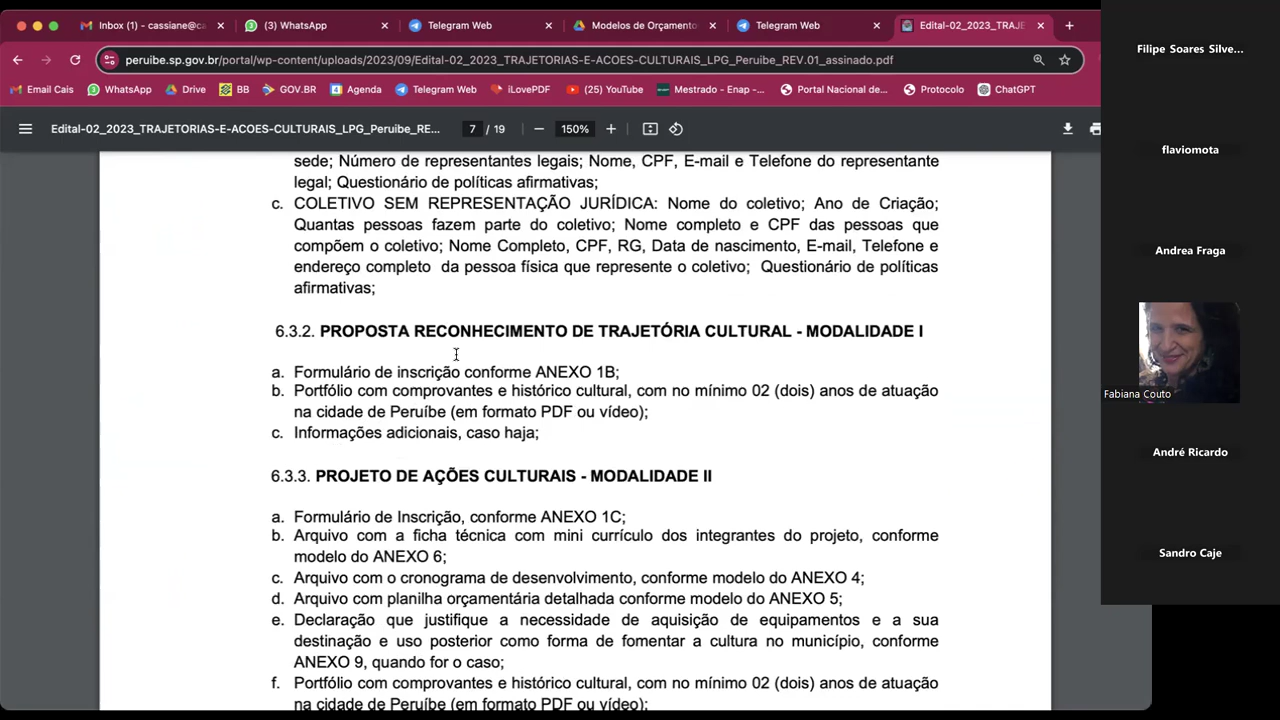 Inbox (1) - cassiane@ca
(3) WhatsApp
Telegram Web
Modelos de Orçamento
Telegram Web
Edital-02_2023_TRAJE
peruibe.sp.gov.br/portal/wp-content/uploads/2023/09/Edital-02_2023_TRAJETORIAS-E-ACOES-CULTURAIS_LPG_Peruibe_REV.01_assinado.pdf
Email Cais WhatsApp Drive BB GOV.BR Agenda Telegram Web iLovePDF (25) YouTube Mestrado - Enap -... Portal Nacional de... Protocolo ChatGPT
Edital-02_2023_TRAJETORIAS-E-ACOES-CULTURAIS_LPG_Peruibe_RE... 7 / 19 150%
sede; Número de representantes legais; Nome, CPF, E-mail e Telefone do representante
legal; Questionário de políticas afirmativas;
c. COLETIVO SEM REPRESENTAÇÃO JURÍDICA: Nome do coletivo; Ano de Criação;
Quantas pessoas fazem parte do coletivo; Nome completo e CPF das pessoas que
compõem o coletivo; Nome Completo, CPF, RG, Data de nascimento, E-mail, Telefone e
endereço completo da pessoa física que represente o coletivo; Questionário de políticas
afirmativas;
6.3.2. PROPOSTA RECONHECIMENTO DE TRAJETÓRIA CULTURAL - MODALIDADE I
a. Formulário de inscrição conforme ANEXO 1B;
b. Portfólio com comprovantes e histórico cultural, com no mínimo 02 (dois) anos de atuação
na cidade de Peruíbe (em formato PDF ou vídeo);
c. Informações adicionais, caso haja;
6.3.3. PROJETO DE AÇÕES CULTURAIS - MODALIDADE II
a. Formulário de Inscrição, conforme ANEXO 1C;
b. Arquivo com a ficha técnica com mini currículo dos integrantes do projeto, conforme
modelo do ANEXO 6;
c. Arquivo com o cronograma de desenvolvimento, conforme modelo do ANEXO 4;
d. Arquivo com planilha orçamentária detalhada conforme modelo do ANEXO 5;
e. Declaração que justifique a necessidade de aquisição de equipamentos e a sua
destinação e uso posterior como forma de fomentar a cultura no município, conforme
ANEXO 9, quando for o caso;
f. Portfólio com comprovantes e histórico cultural, com no mínimo 02 (dois) anos de atuação
na cidade de Peruíbe (em formato PDF ou vídeo);
Filipe Soares Silve...
flaviomota
Andrea Fraga
Fabiana Couto
André Ricardo
Sandro Caje